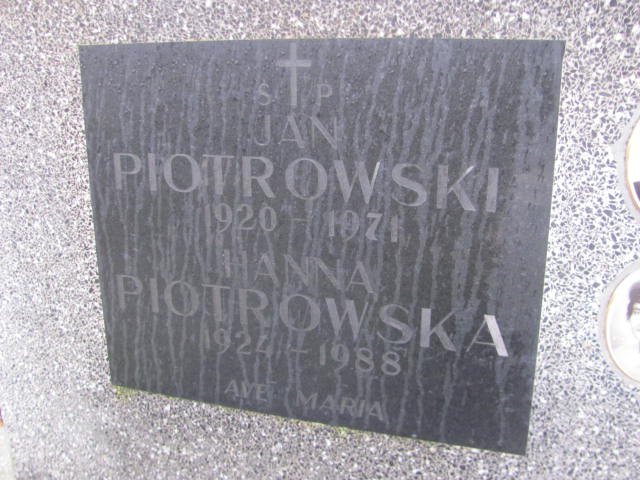 Ś P
JAN
PIOTROWSKI
1920 - 1971
HANNA
PIOTROWSKA
1924 - 1988
AVE MARIA